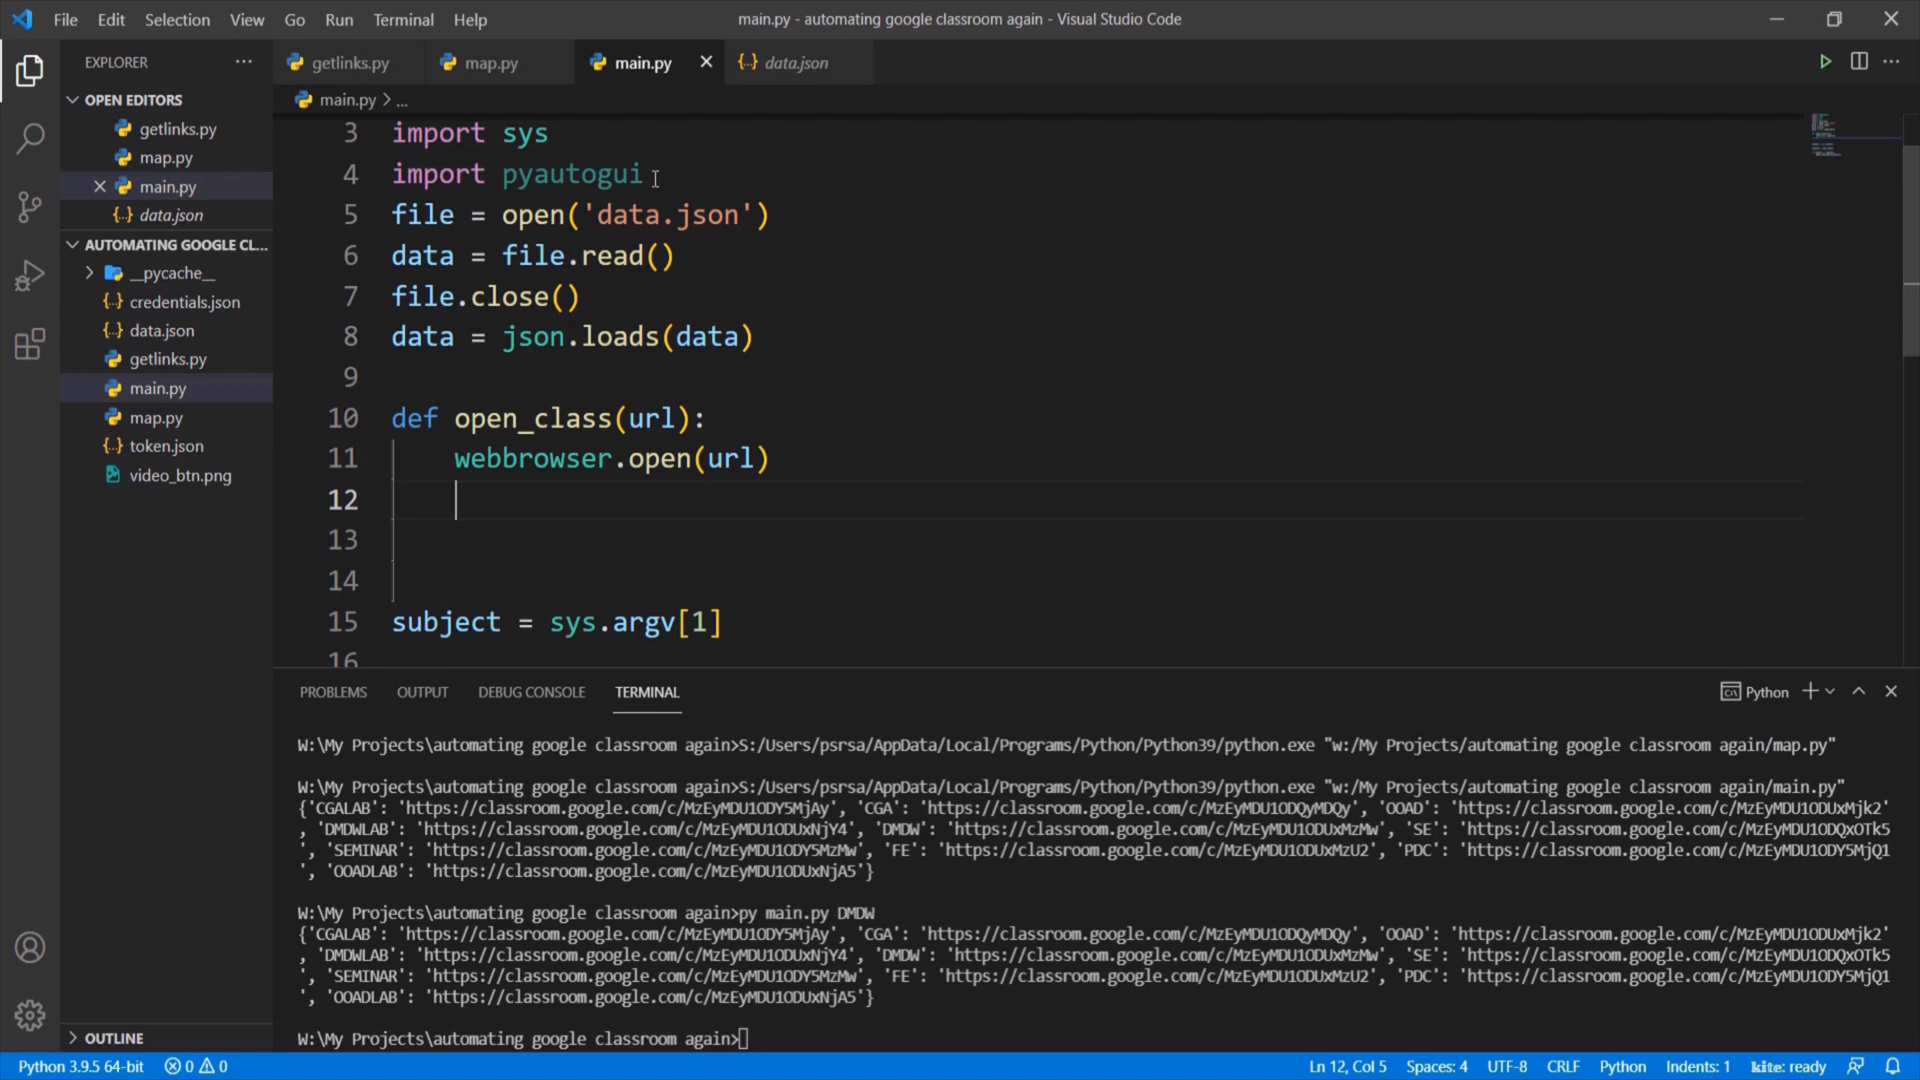 File Edit Selection View Go Run Terminal Help main.py - automating google classroom again - Visual Studio Code
EXPLORER
OPEN EDITORS
getlinks.py
map.py
main.py
data.json
AUTOMATING GOOGLE CL...
__pycache__
credentials.json
data.json
getlinks.py
main.py
map.py
token.json
video_btn.png
OUTLINE
getlinks.py map.py main.py data.json
main.py > ...
3 import sys
4 import pyautogui
5 file = open('data.json')
6 data = file.read()
7 file.close()
8 data = json.loads(data)
9
10 def open_class(url):
11 webbrowser.open(url)
12
13
14
15 subject = sys.argv[1]
16
PROBLEMS OUTPUT DEBUG CONSOLE TERMINAL Python
W:\My Projects\automating google classroom again>S:/Users/psrsa/AppData/Local/Programs/Python/Python39/python.exe "w:/My Projects/automating google classroom again/map.py"
W:\My Projects\automating google classroom again>S:/Users/psrsa/AppData/Local/Programs/Python/Python39/python.exe "w:/My Projects/automating google classroom again/main.py"
{'CGALAB': 'https://classroom.google.com/c/MzEyMDU1ODY5MjAy', 'CGA': 'https://classroom.google.com/c/MzEyMDU1ODQyMDQy', 'OOAD': 'https://classroom.google.com/c/MzEyMDU1ODUxMjk2'
, 'DMDWLAB': 'https://classroom.google.com/c/MzEyMDU1ODUxNjY4', 'DMDW': 'https://classroom.google.com/c/MzEyMDU1ODUxMzMw', 'SE': 'https://classroom.google.com/c/MzEyMDU1ODQxOTk5
', 'SEMINAR': 'https://classroom.google.com/c/MzEyMDU1ODY5MzMw', 'FE': 'https://classroom.google.com/c/MzEyMDU1ODUxMzU2', 'PDC': 'https://classroom.google.com/c/MzEyMDU1ODY5MjQ1
', 'OOADLAB': 'https://classroom.google.com/c/MzEyMDU1ODUxNjA5'}
W:\My Projects\automating google classroom again>py main.py DMDW
{'CGALAB': 'https://classroom.google.com/c/MzEyMDU1ODY5MjAy', 'CGA': 'https://classroom.google.com/c/MzEyMDU1ODQyMDQy', 'OOAD': 'https://classroom.google.com/c/MzEyMDU1ODUxMjk2'
, 'DMDWLAB': 'https://classroom.google.com/c/MzEyMDU1ODUxNjY4', 'DMDW': 'https://classroom.google.com/c/MzEyMDU1ODUxMzMw', 'SE': 'https://classroom.google.com/c/MzEyMDU1ODQxOTk5
', 'SEMINAR': 'https://classroom.google.com/c/MzEyMDU1ODY5MzMw', 'FE': 'https://classroom.google.com/c/MzEyMDU1ODUxMzU2', 'PDC': 'https://classroom.google.com/c/MzEyMDU1ODY5MjQ1
', 'OOADLAB': 'https://classroom.google.com/c/MzEyMDU1ODUxNjA5'}
W:\My Projects\automating google classroom again>
Python 3.9.5 64-bit 0 0 Ln 12, Col 5 Spaces: 4 UTF-8 CRLF Python Indents: 1 kite: ready